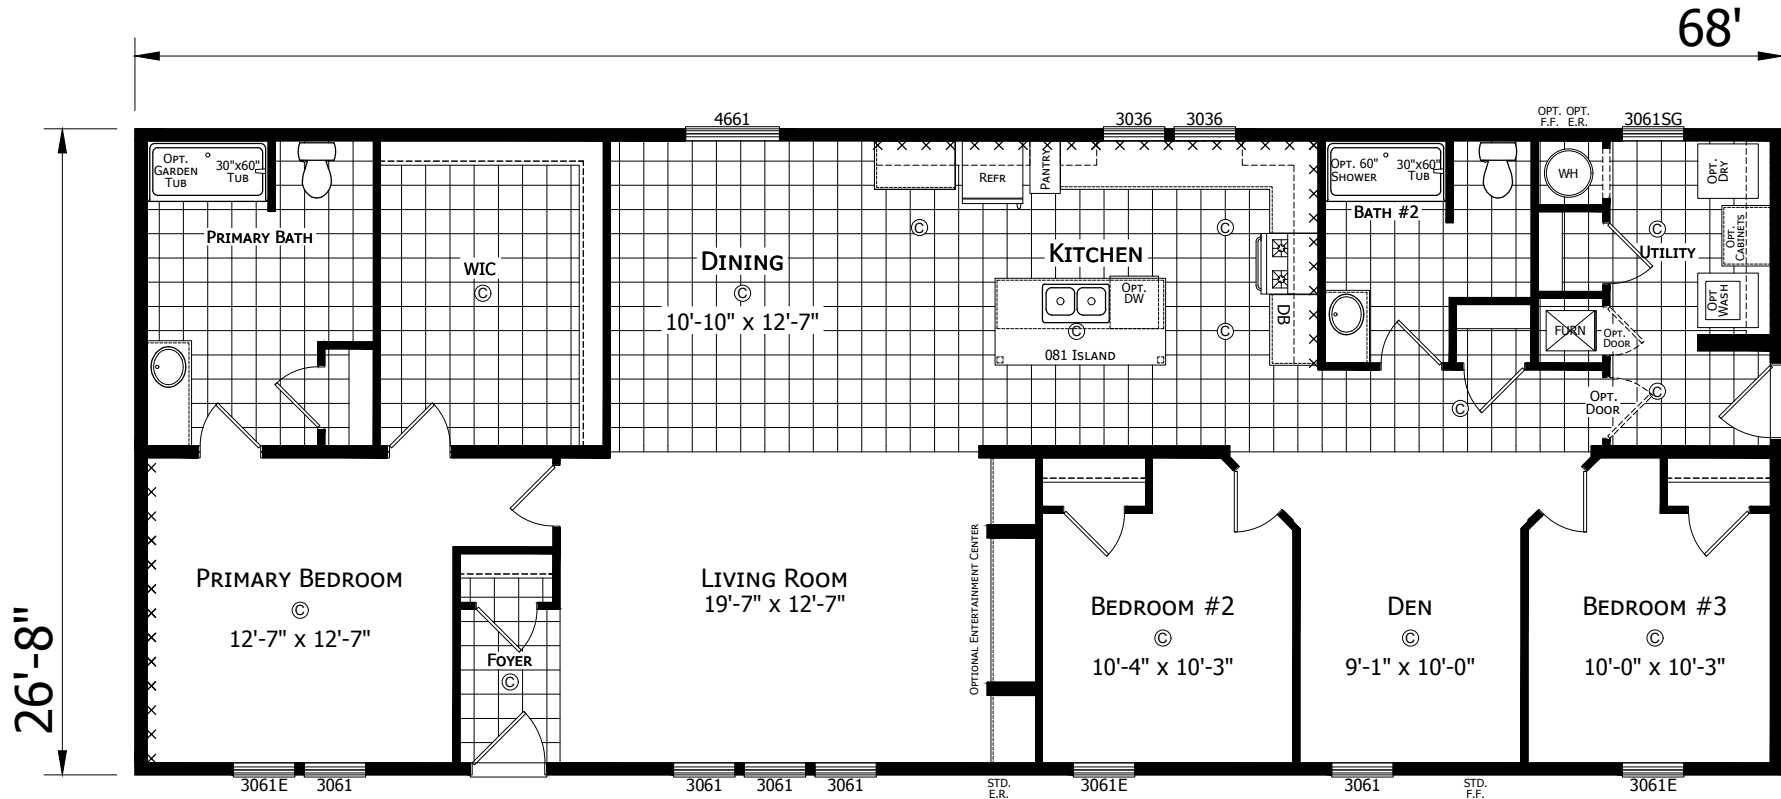 68'
26'-8"
4661
3036
3036
OPT. OPT.
F.F. E.R.
3061SG
OPT.
GARDEN
TUB
30"x60"
TUB
PRIMARY BATH
WIC
©
DINING
©
10'-10" x 12'-7"
REFR
PANTRY
©
©
KITCHEN
OPT.
DW
©
081 ISLAND
©
DB
OPT. 60"
SHOWER
30"x60"
TUB
BATH #2
WH
OPT.
DRY
©
UTILITY
OPT.
CABINETS
OPT
WASH
FURN
OPT.
DOOR
OPT.
DOOR
©
©
PRIMARY BEDROOM
©
12'-7" x 12'-7"
FOYER
©
LIVING ROOM
19'-7" x 12'-7"
OPTIONAL ENTERTAINMENT CENTER
BEDROOM #2
©
10'-4" x 10'-3"
DEN
©
9'-1" x 10'-0"
BEDROOM #3
©
10'-0" x 10'-3"
3061E
3061
3061
3061
3061
STD.
E.R.
3061E
3061
STD.
F.F.
3061E